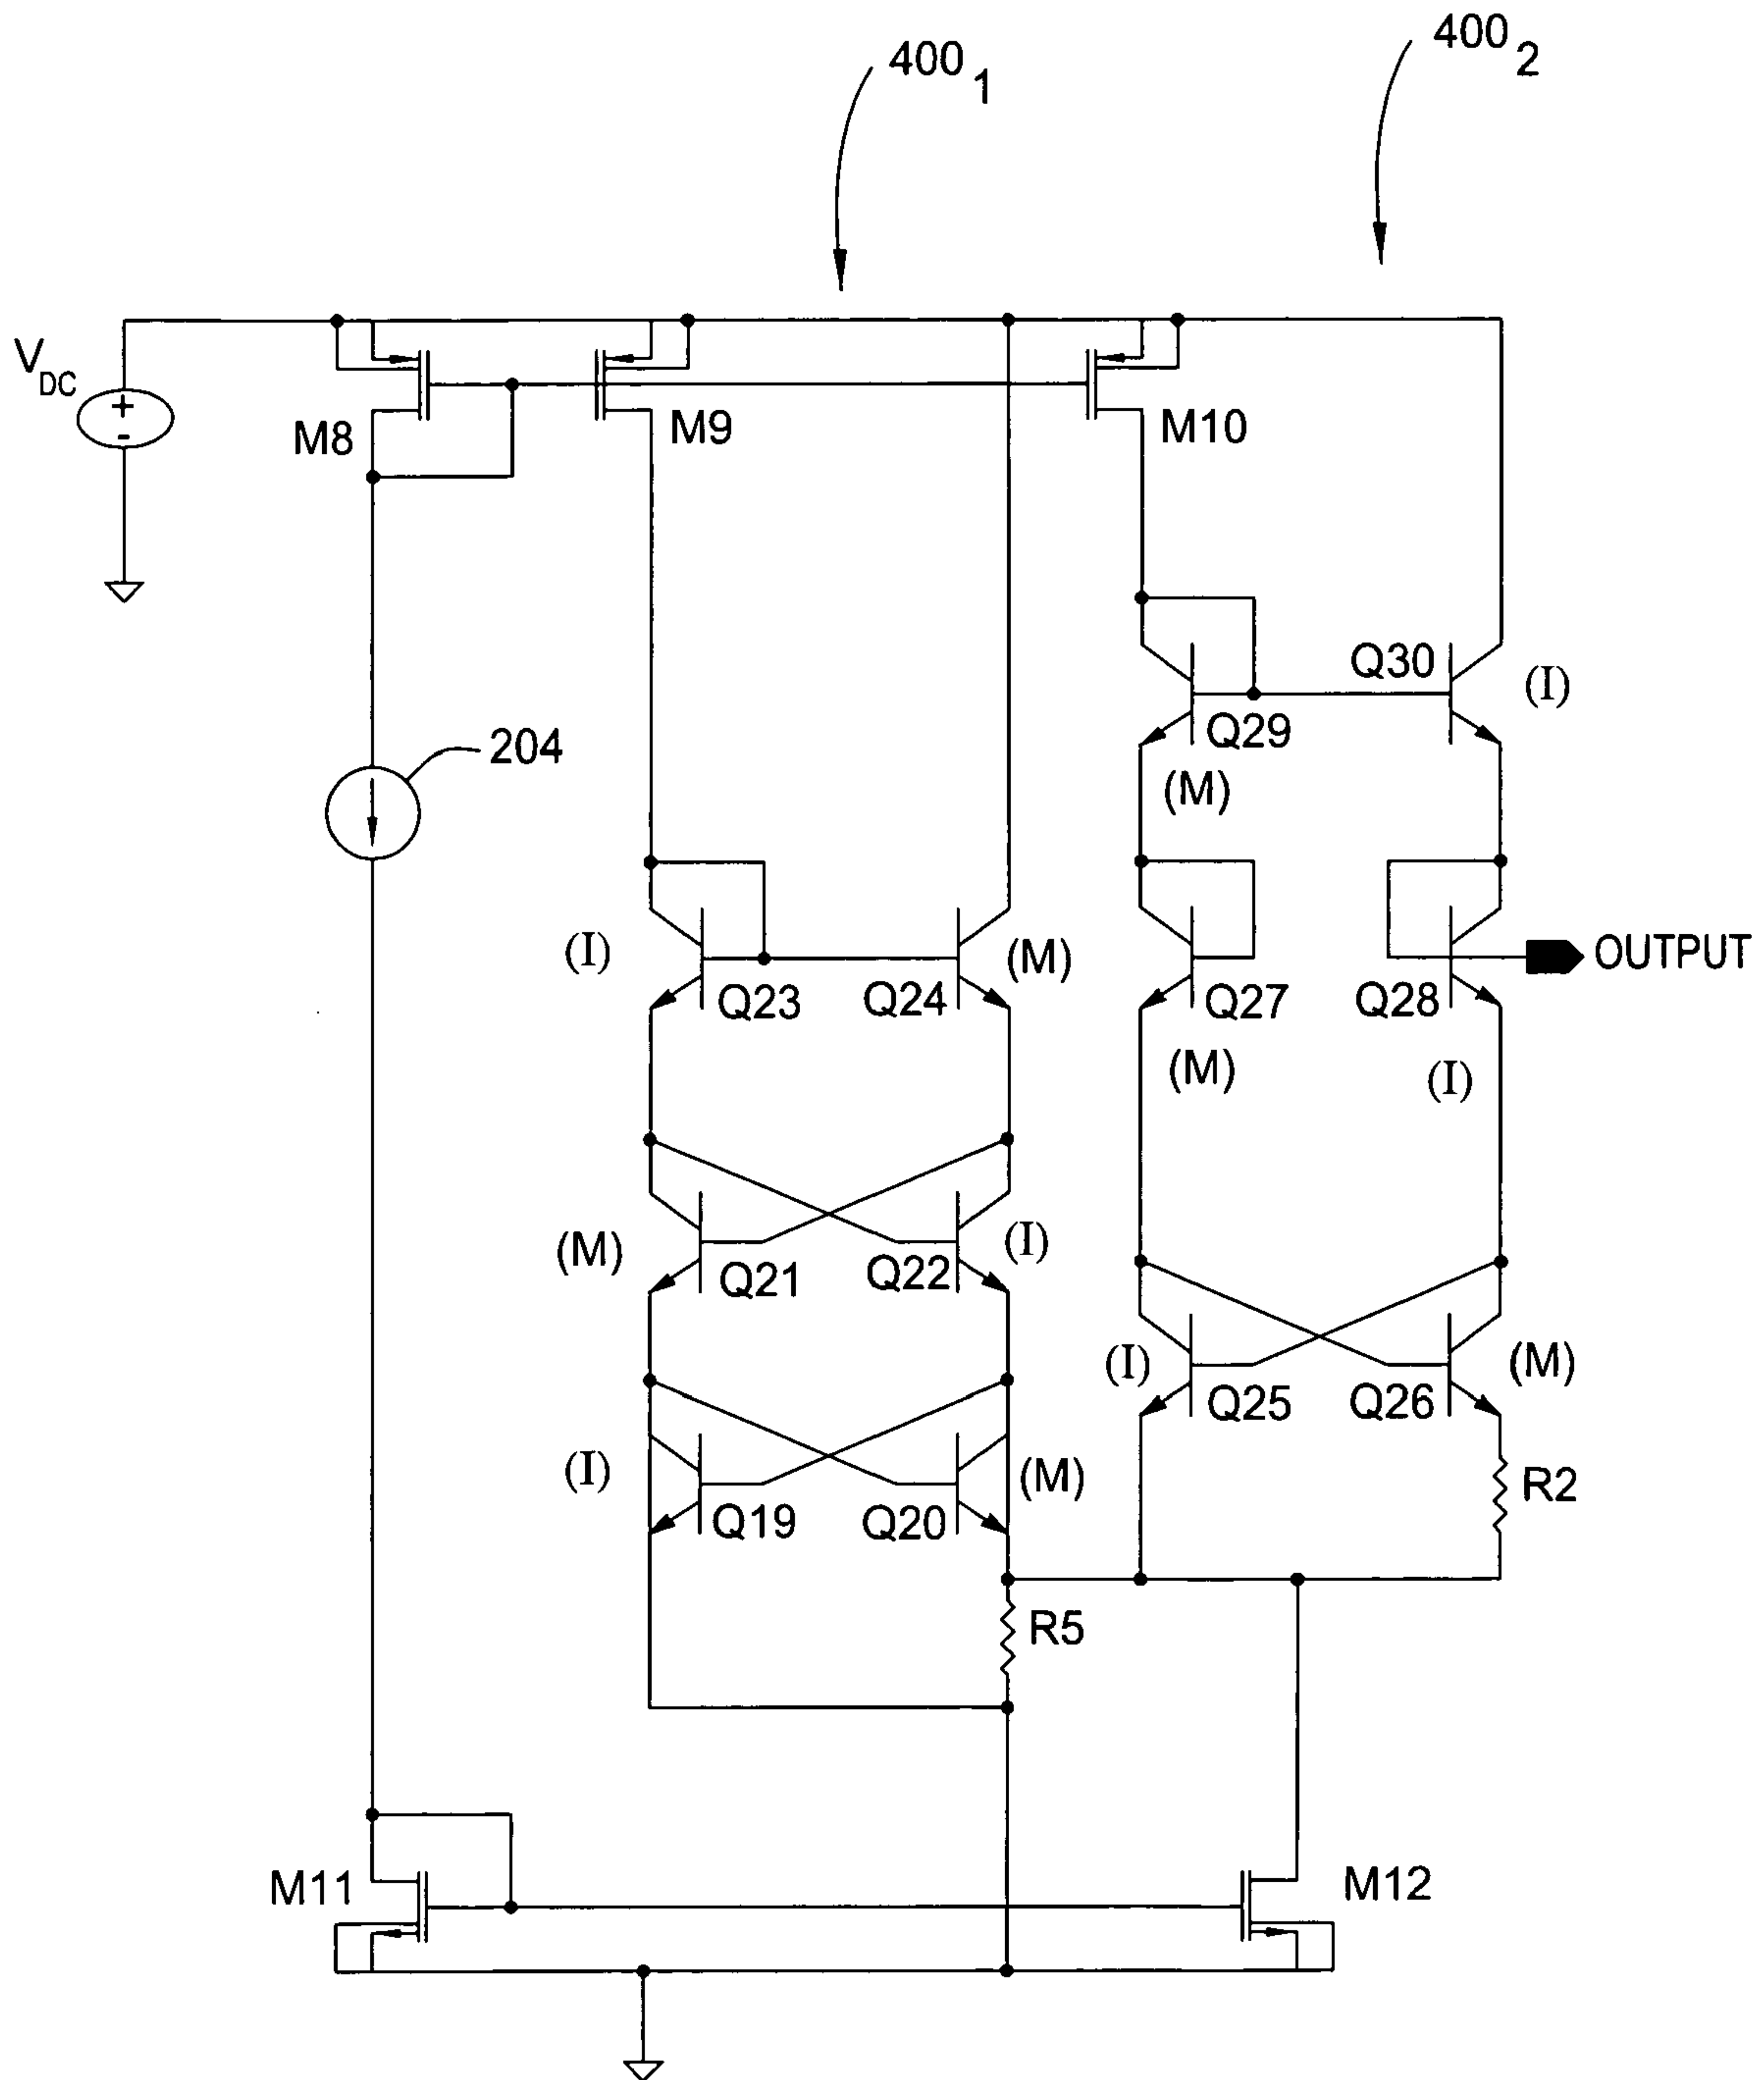 400 1
400 2
V DC
+
-
M8
M9
M10
204
Q30
(I)
Q29
(M)
(I)
Q23
Q24
(M)
Q27
(M)
Q28
(I)
OUTPUT
(M)
Q21
Q22
(I)
(I)
Q25
Q26
(M)
(I)
Q19
Q20
(M)
R2
R5
M11
M12